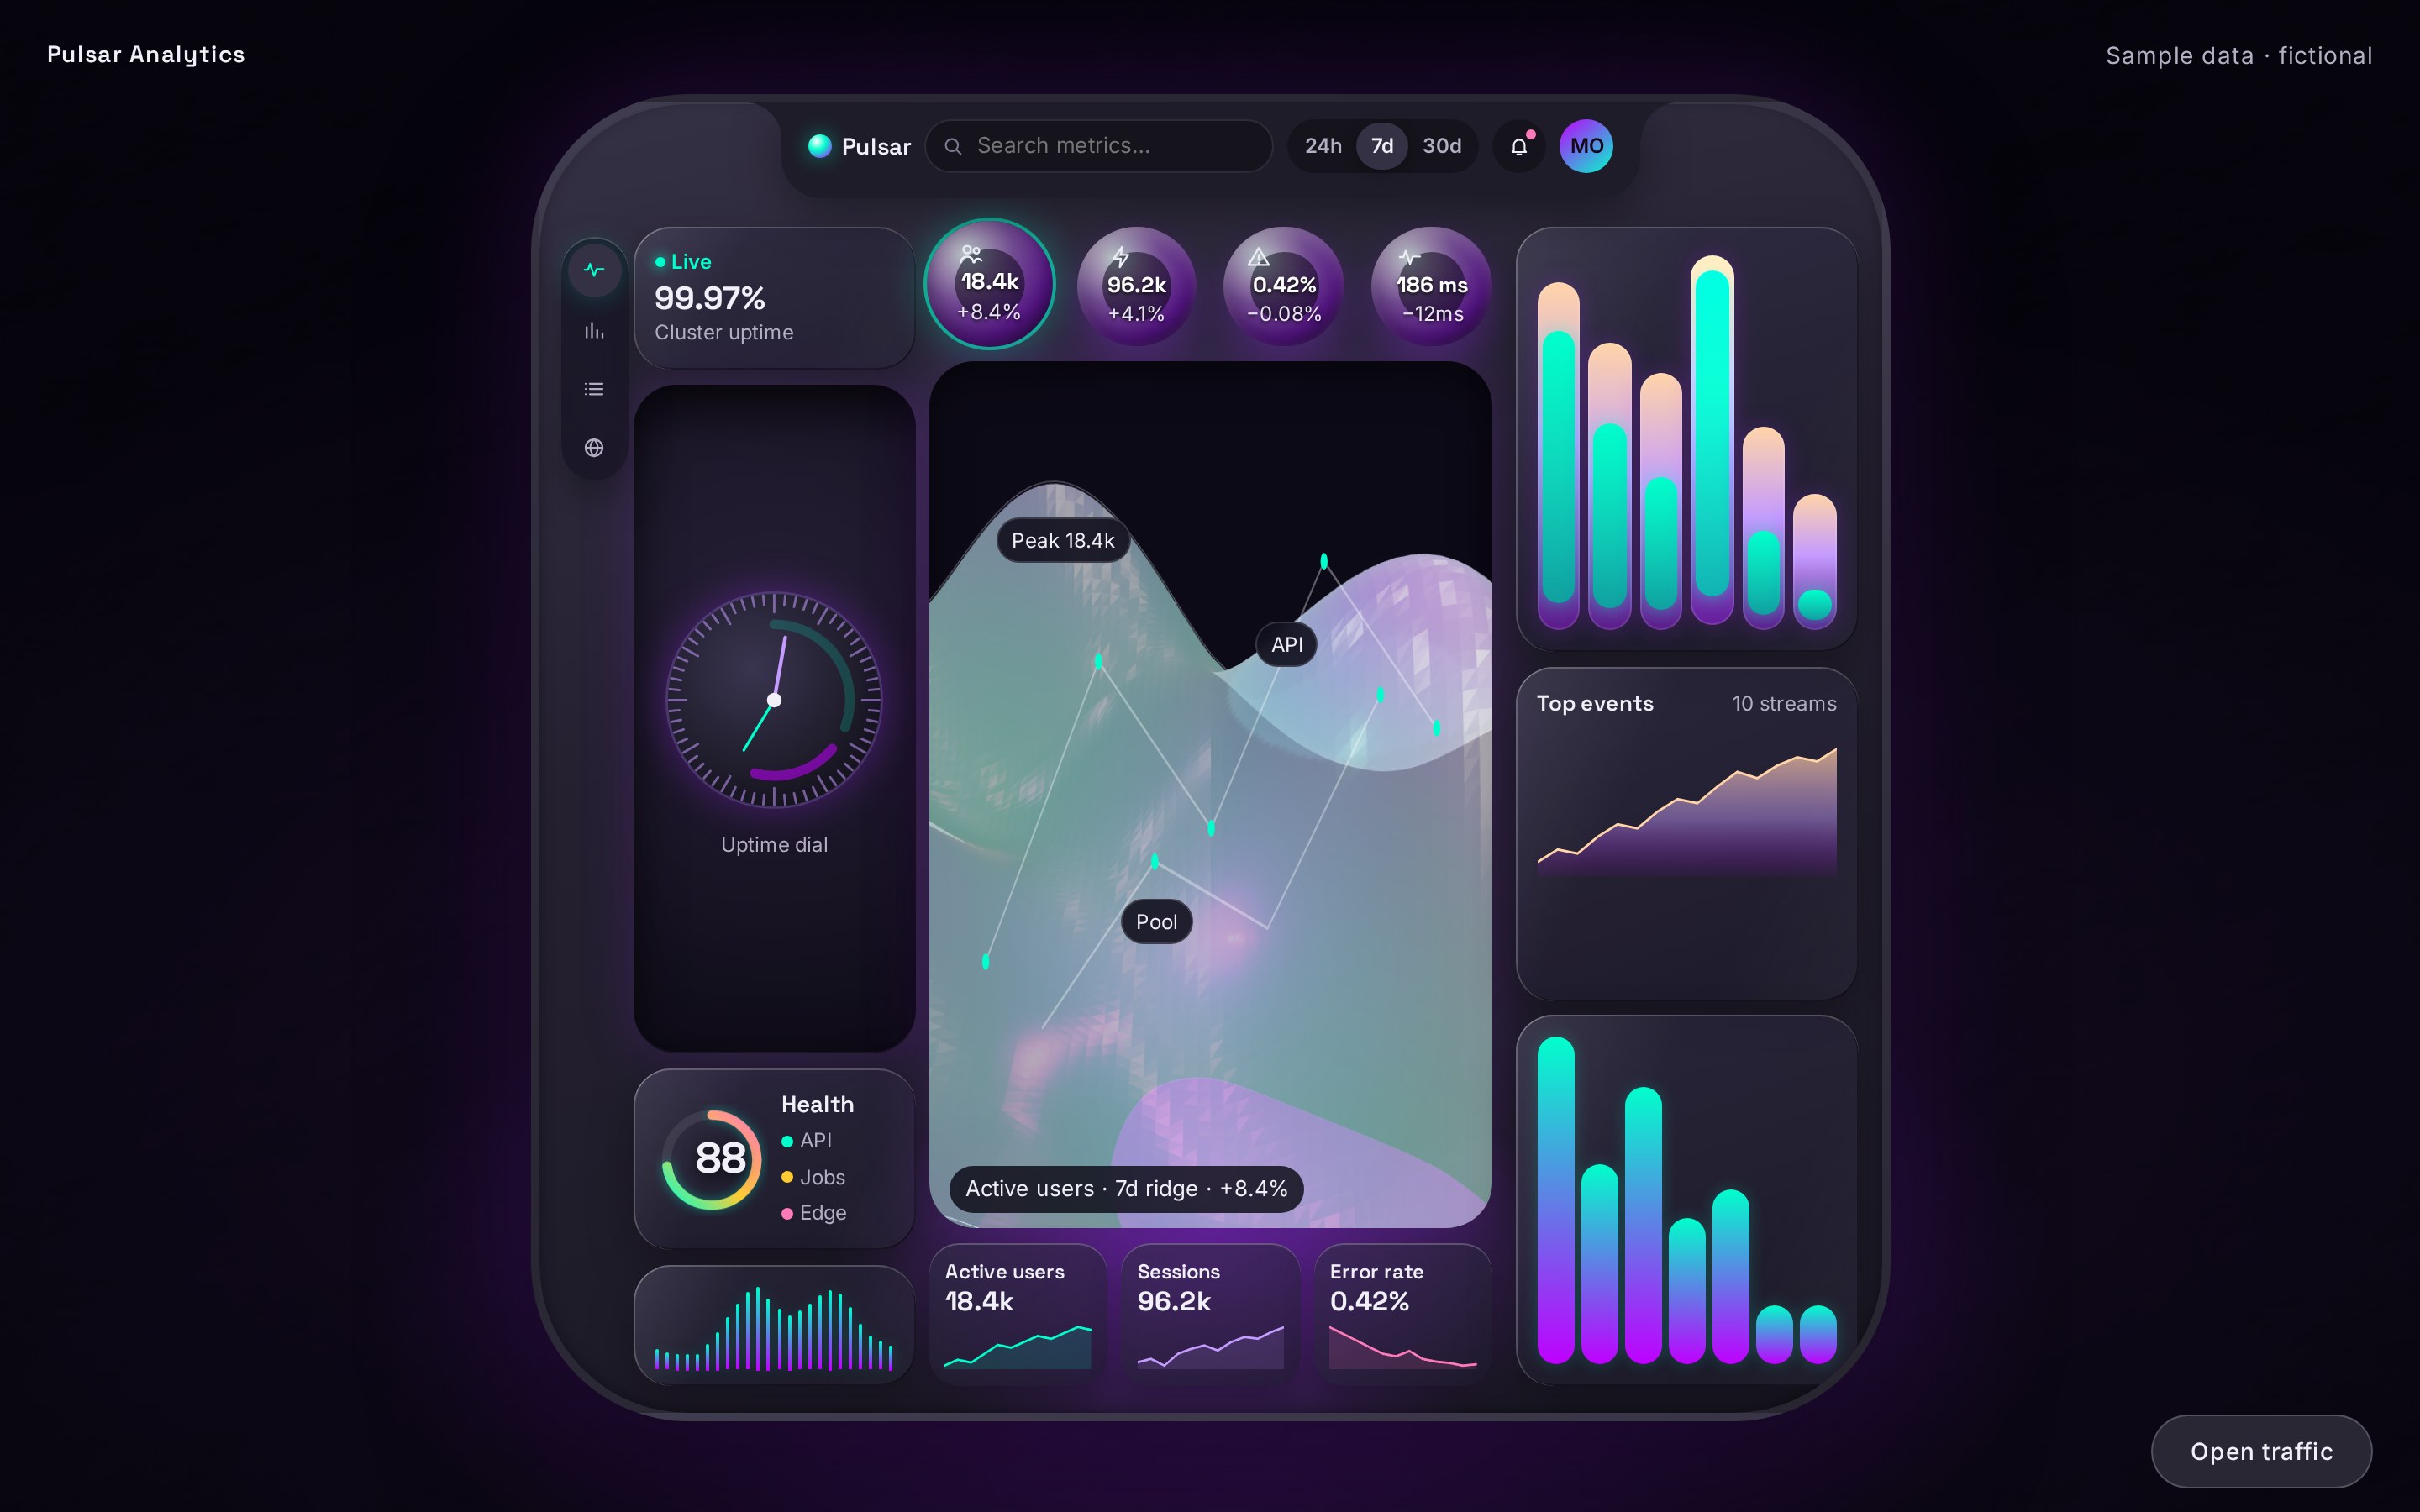 Pulsar Analytics
Sample data · fictional
Pulsar
Search metrics...
24h
7d
30d
MO
Live
99.97%
Cluster uptime
18.4k
+8.4%
96.2k
+4.1%
0.42%
−0.08%
186 ms
−12ms
Peak 18.4k
API
Pool
Active users · 7d ridge · +8.4%
Uptime dial
88
Health
API
Jobs
Edge
Active users
18.4k
Sessions
96.2k
Error rate
0.42%
Top events
10 streams
Open traffic